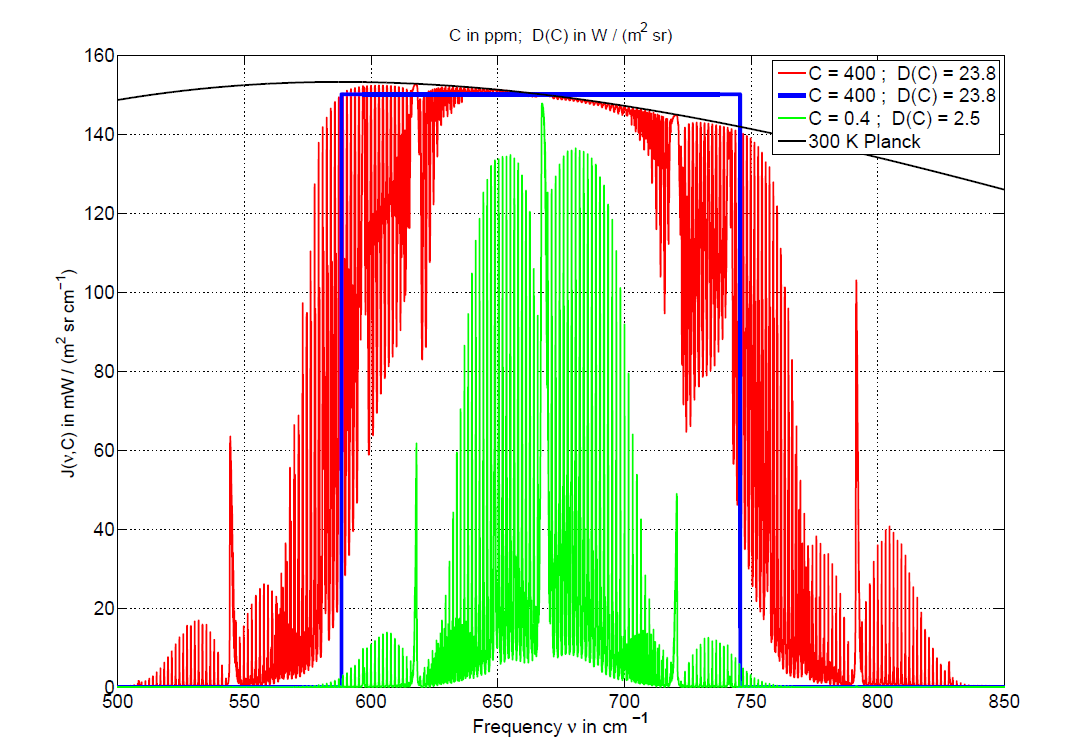 C in ppm;  D(C) in W / (m² sr)
C = 400 ;  D(C) = 23.8
C = 400 ;  D(C) = 23.8
C = 0.4 ;  D(C) = 2.5
300 K Planck
J(ν,C) in mW / (m² sr cm⁻¹)
160
140
120
100
80
60
40
20
0
500 550 600 650 700 750 800 850
Frequency ν in cm⁻¹